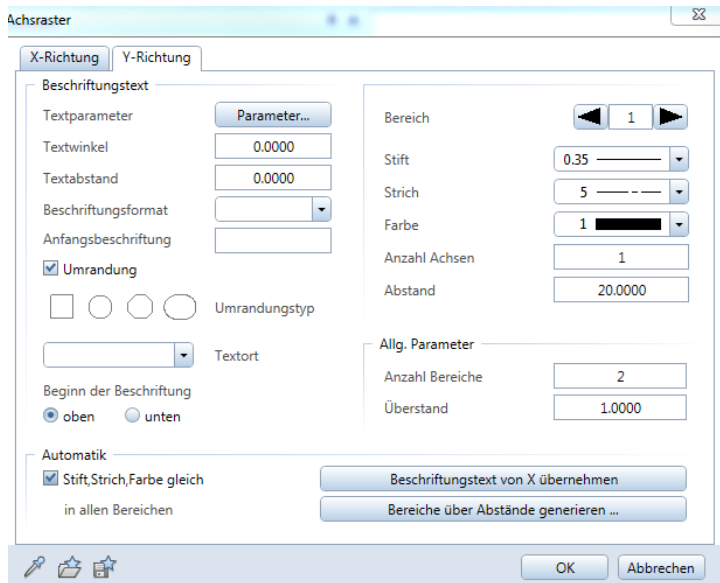 Achsraster
X-Richtung
Y-Richtung
Beschriftungstext
Textparameter
Parameter...
Textwinkel
0.0000
Textabstand
0.0000
Beschriftungsformat
Anfangsbeschriftung
Umrandung
Umrandungstyp
Textort
Beginn der Beschriftung
oben
unten
Bereich
1
Stift
0.35
Strich
5
Farbe
1
Anzahl Achsen
1
Abstand
20.0000
Allg. Parameter
Anzahl Bereiche
2
Überstand
1.0000
Automatik
Stift,Strich,Farbe gleich
in allen Bereichen
Beschriftungstext von X übernehmen
Bereiche über Abstände generieren ...
OK
Abbrechen